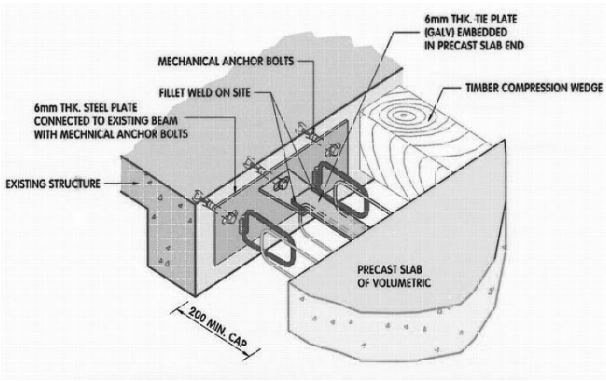 6mm THK. TIE PLATE
(GALV) EMBEDDED
IN PRECAST SLAB END
MECHANICAL ANCHOR BOLTS
TIMBER COMPRESSION WEDGE
FILLET WELD ON SITE
6mm THK. STEEL PLATE
CONNECTED TO EXISTING BEAM
WITH MECHNICAL ANCHOR BOLTS
EXISTING STRUCTURE
PRECAST SLAB
OF VOLUMETRIC
200 MIN. CAP